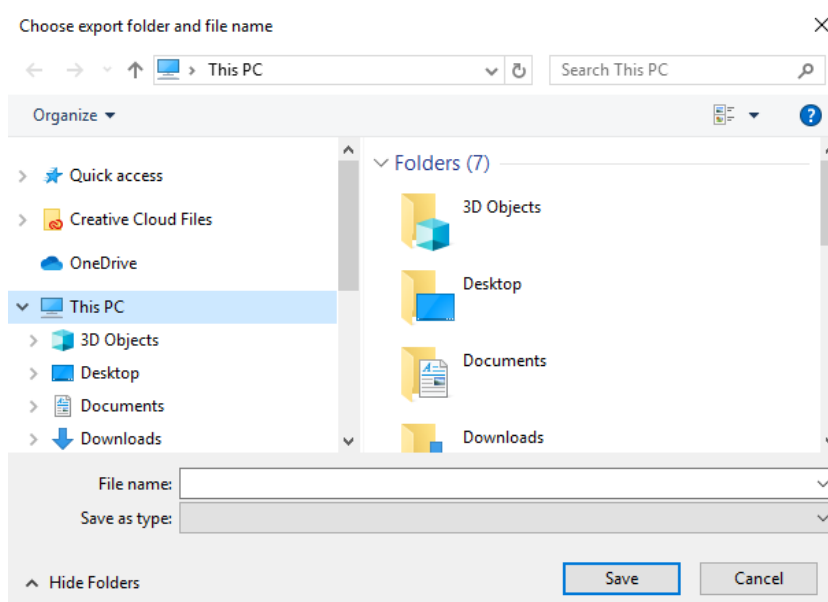 Choose export folder and file name
This PC
Search This PC
Organize
Quick access
Creative Cloud Files
OneDrive
This PC
3D Objects
Desktop
Documents
Downloads
Folders (7)
3D Objects
Desktop
Documents
Downloads
File name:
Save as type:
Hide Folders
Save
Cancel